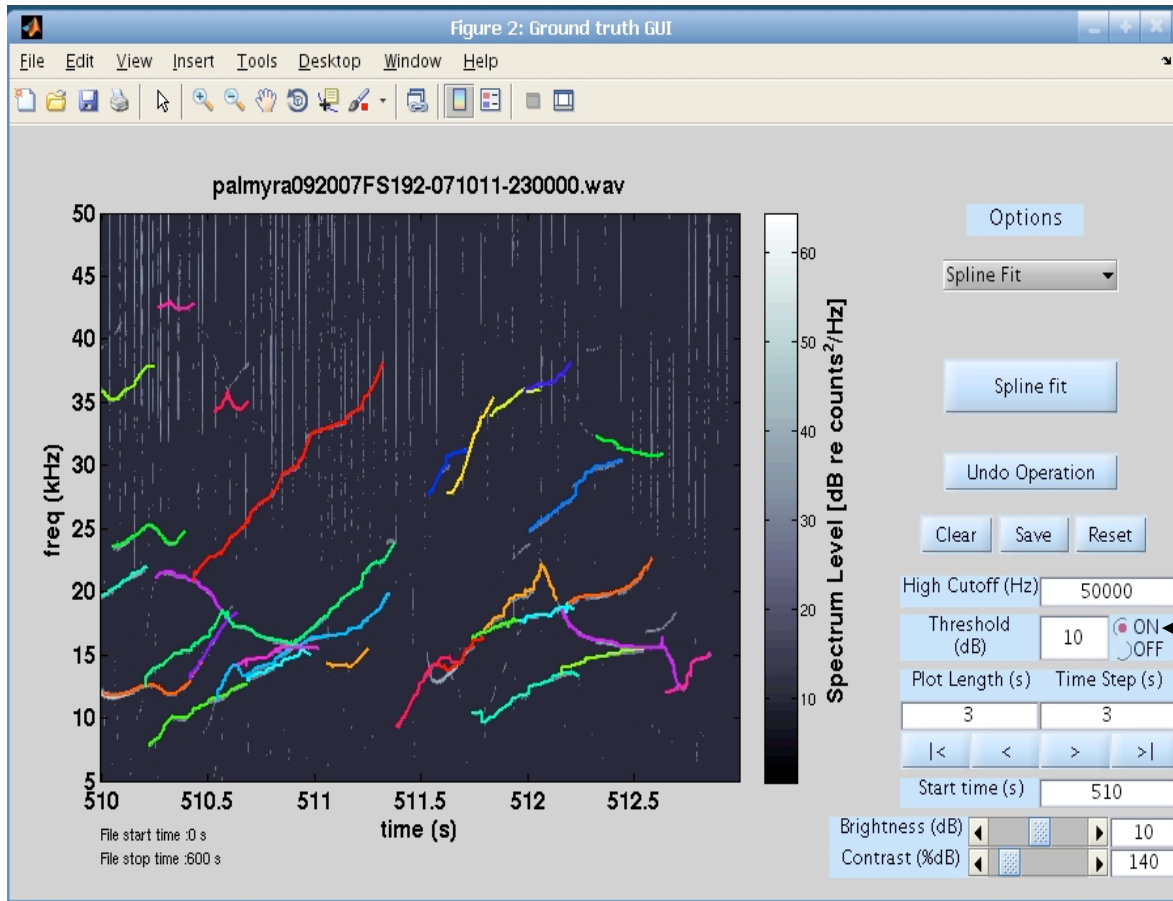 Figure 2: Ground truth GUI
File Edit View Insert Tools Desktop Window Help
palmyra092007FS192-071011-230000.wav
50
45
40
35
30
25
20
15
10
5
freq (kHz)
510 510.5 511 511.5 512 512.5
time (s)
File start time :0 s
File stop time :600 s
60
50
40
30
20
10
Spectrum Level [dB re counts²/Hz]
Options
Spline Fit
Spline fit
Undo Operation
Clear Save Reset
High Cutoff (Hz) 50000
Threshold (dB) 10 ON OFF
Plot Length (s) Time Step (s)
3 3
|< < > >|
Start time (s) 510
Brightness (dB) 10
Contrast (%dB) 140